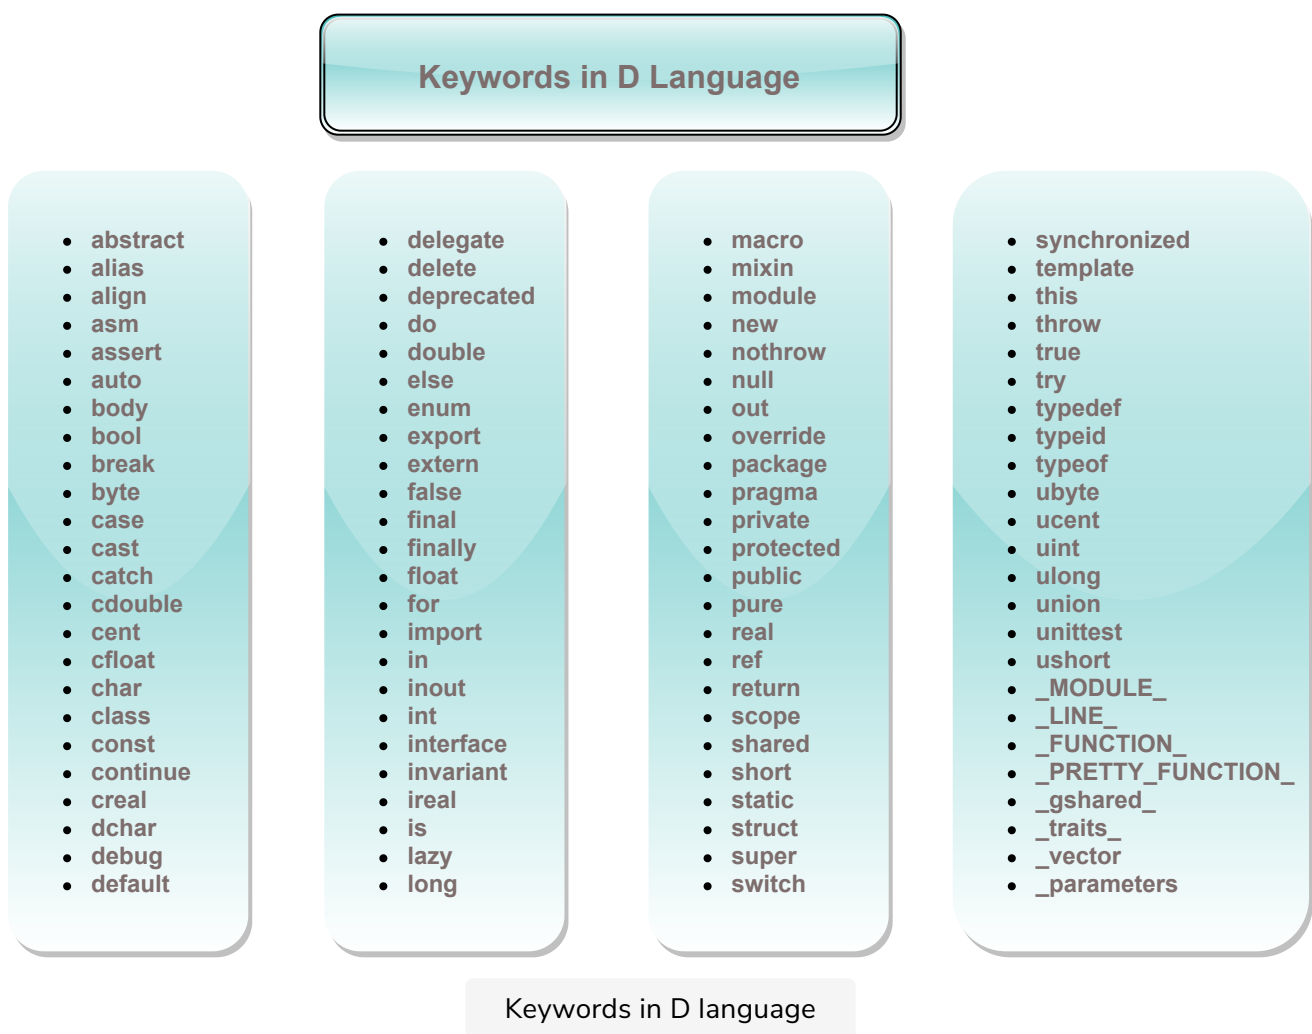 Keywords in D Language
abstract
alias
align
asm
assert
auto
body
bool
break
byte
case
cast
catch
cdouble
cent
cfloat
char
class
const
continue
creal
dchar
debug
default
delegate
delete
deprecated
do
double
else
enum
export
extern
false
final
finally
float
for
import
in
inout
int
interface
invariant
ireal
is
lazy
long
macro
mixin
module
new
nothrow
null
out
override
package
pragma
private
protected
public
pure
real
ref
return
scope
shared
short
static
struct
super
switch
synchronized
template
this
throw
true
try
typedef
typeid
typeof
ubyte
ucent
uint
ulong
union
unittest
ushort
_MODULE_
_LINE_
_FUNCTION_
_PRETTY_FUNCTION_
_gshared_
_traits_
_vector
_parameters
Keywords in D language